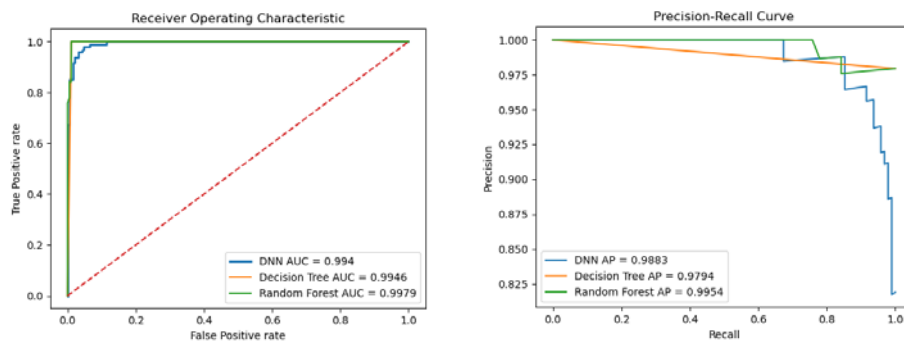 Receiver Operating Characteristic
1.0
0.8
0.6
0.4
0.2
0.0
True Positive rate
0.0 0.2 0.4 0.6 0.8 1.0
False Positive rate
DNN AUC = 0.994
Decision Tree AUC = 0.9946
Random Forest AUC = 0.9979
Precision-Recall Curve
1.000
0.975
0.950
0.925
0.900
0.875
0.850
0.825
Precision
0.0 0.2 0.4 0.6 0.8 1.0
Recall
DNN AP = 0.9883
Decision Tree AP = 0.9794
Random Forest AP = 0.9954